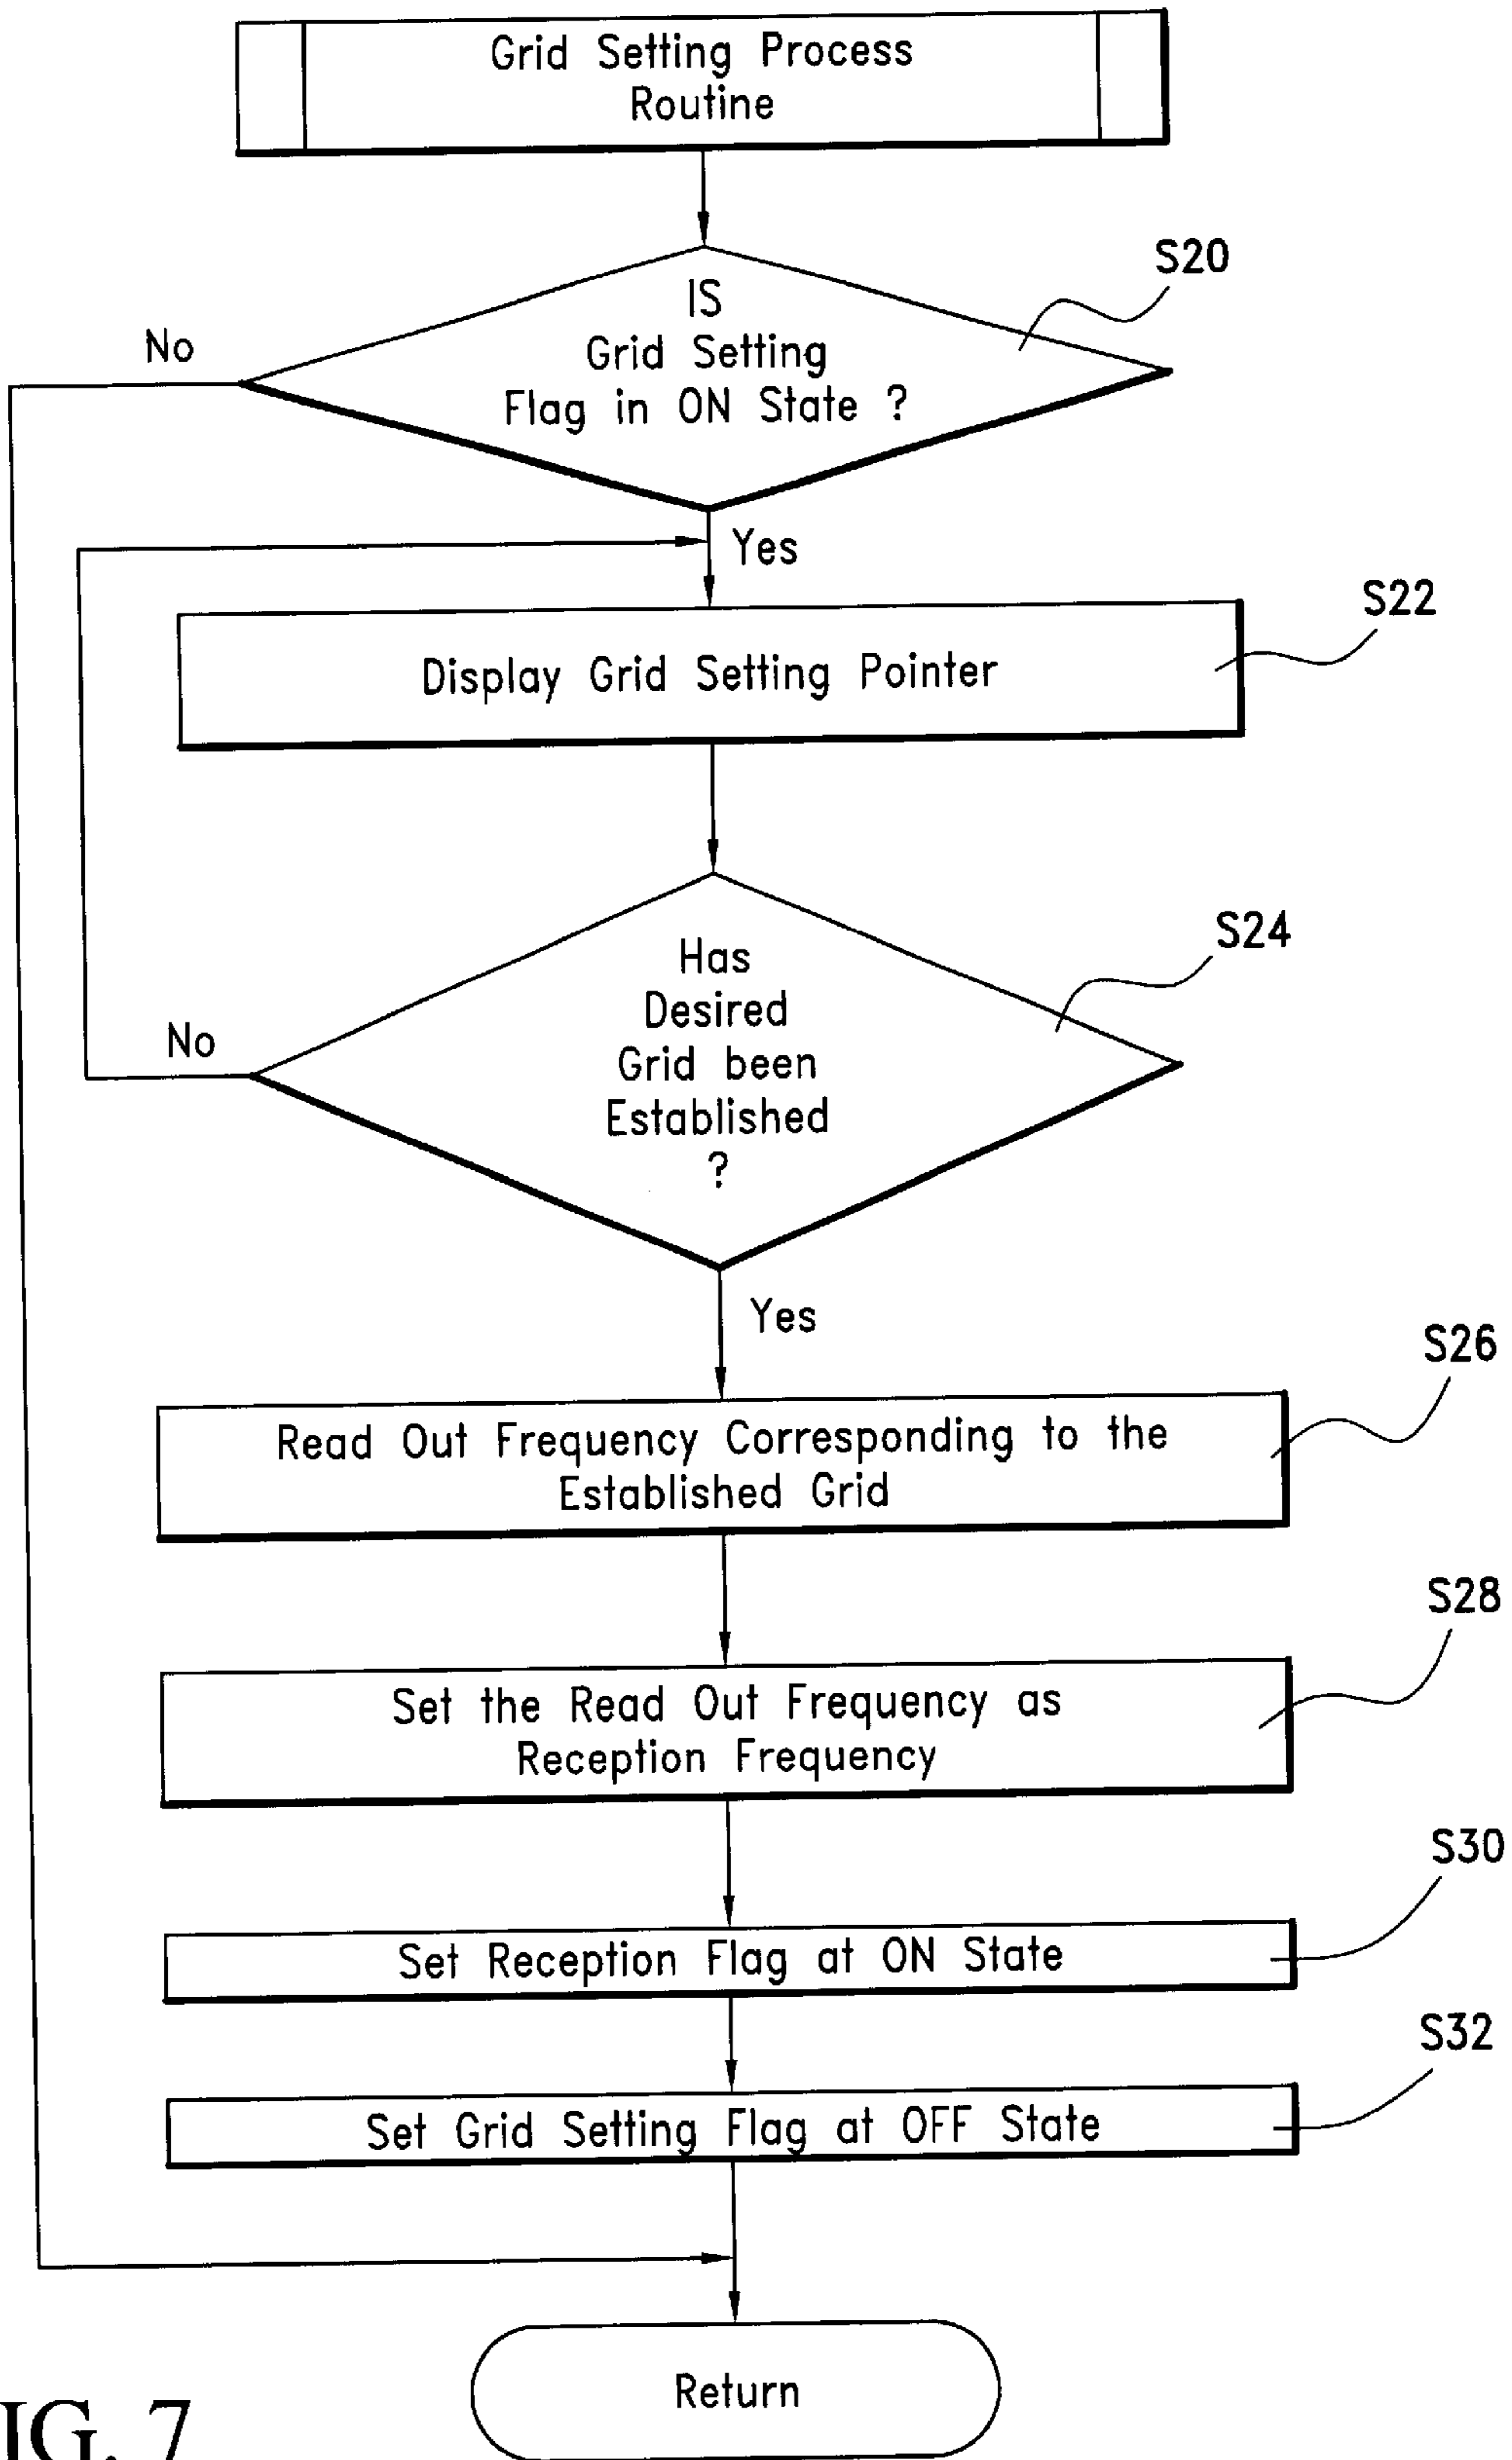 Grid Setting Process
Routine
S20
No
IS
Grid Setting
Flag in ON State ?
Yes
S22
Display Grid Setting Pointer
S24
Has
Desired
Grid been
Established
?
No
Yes
S26
Read Out Frequency Corresponding to the
Established Grid
S28
Set the Read Out Frequency as
Reception Frequency
S30
Set Reception Flag at ON State
S32
Set Grid Setting Flag at OFF State
Return
IG. 7